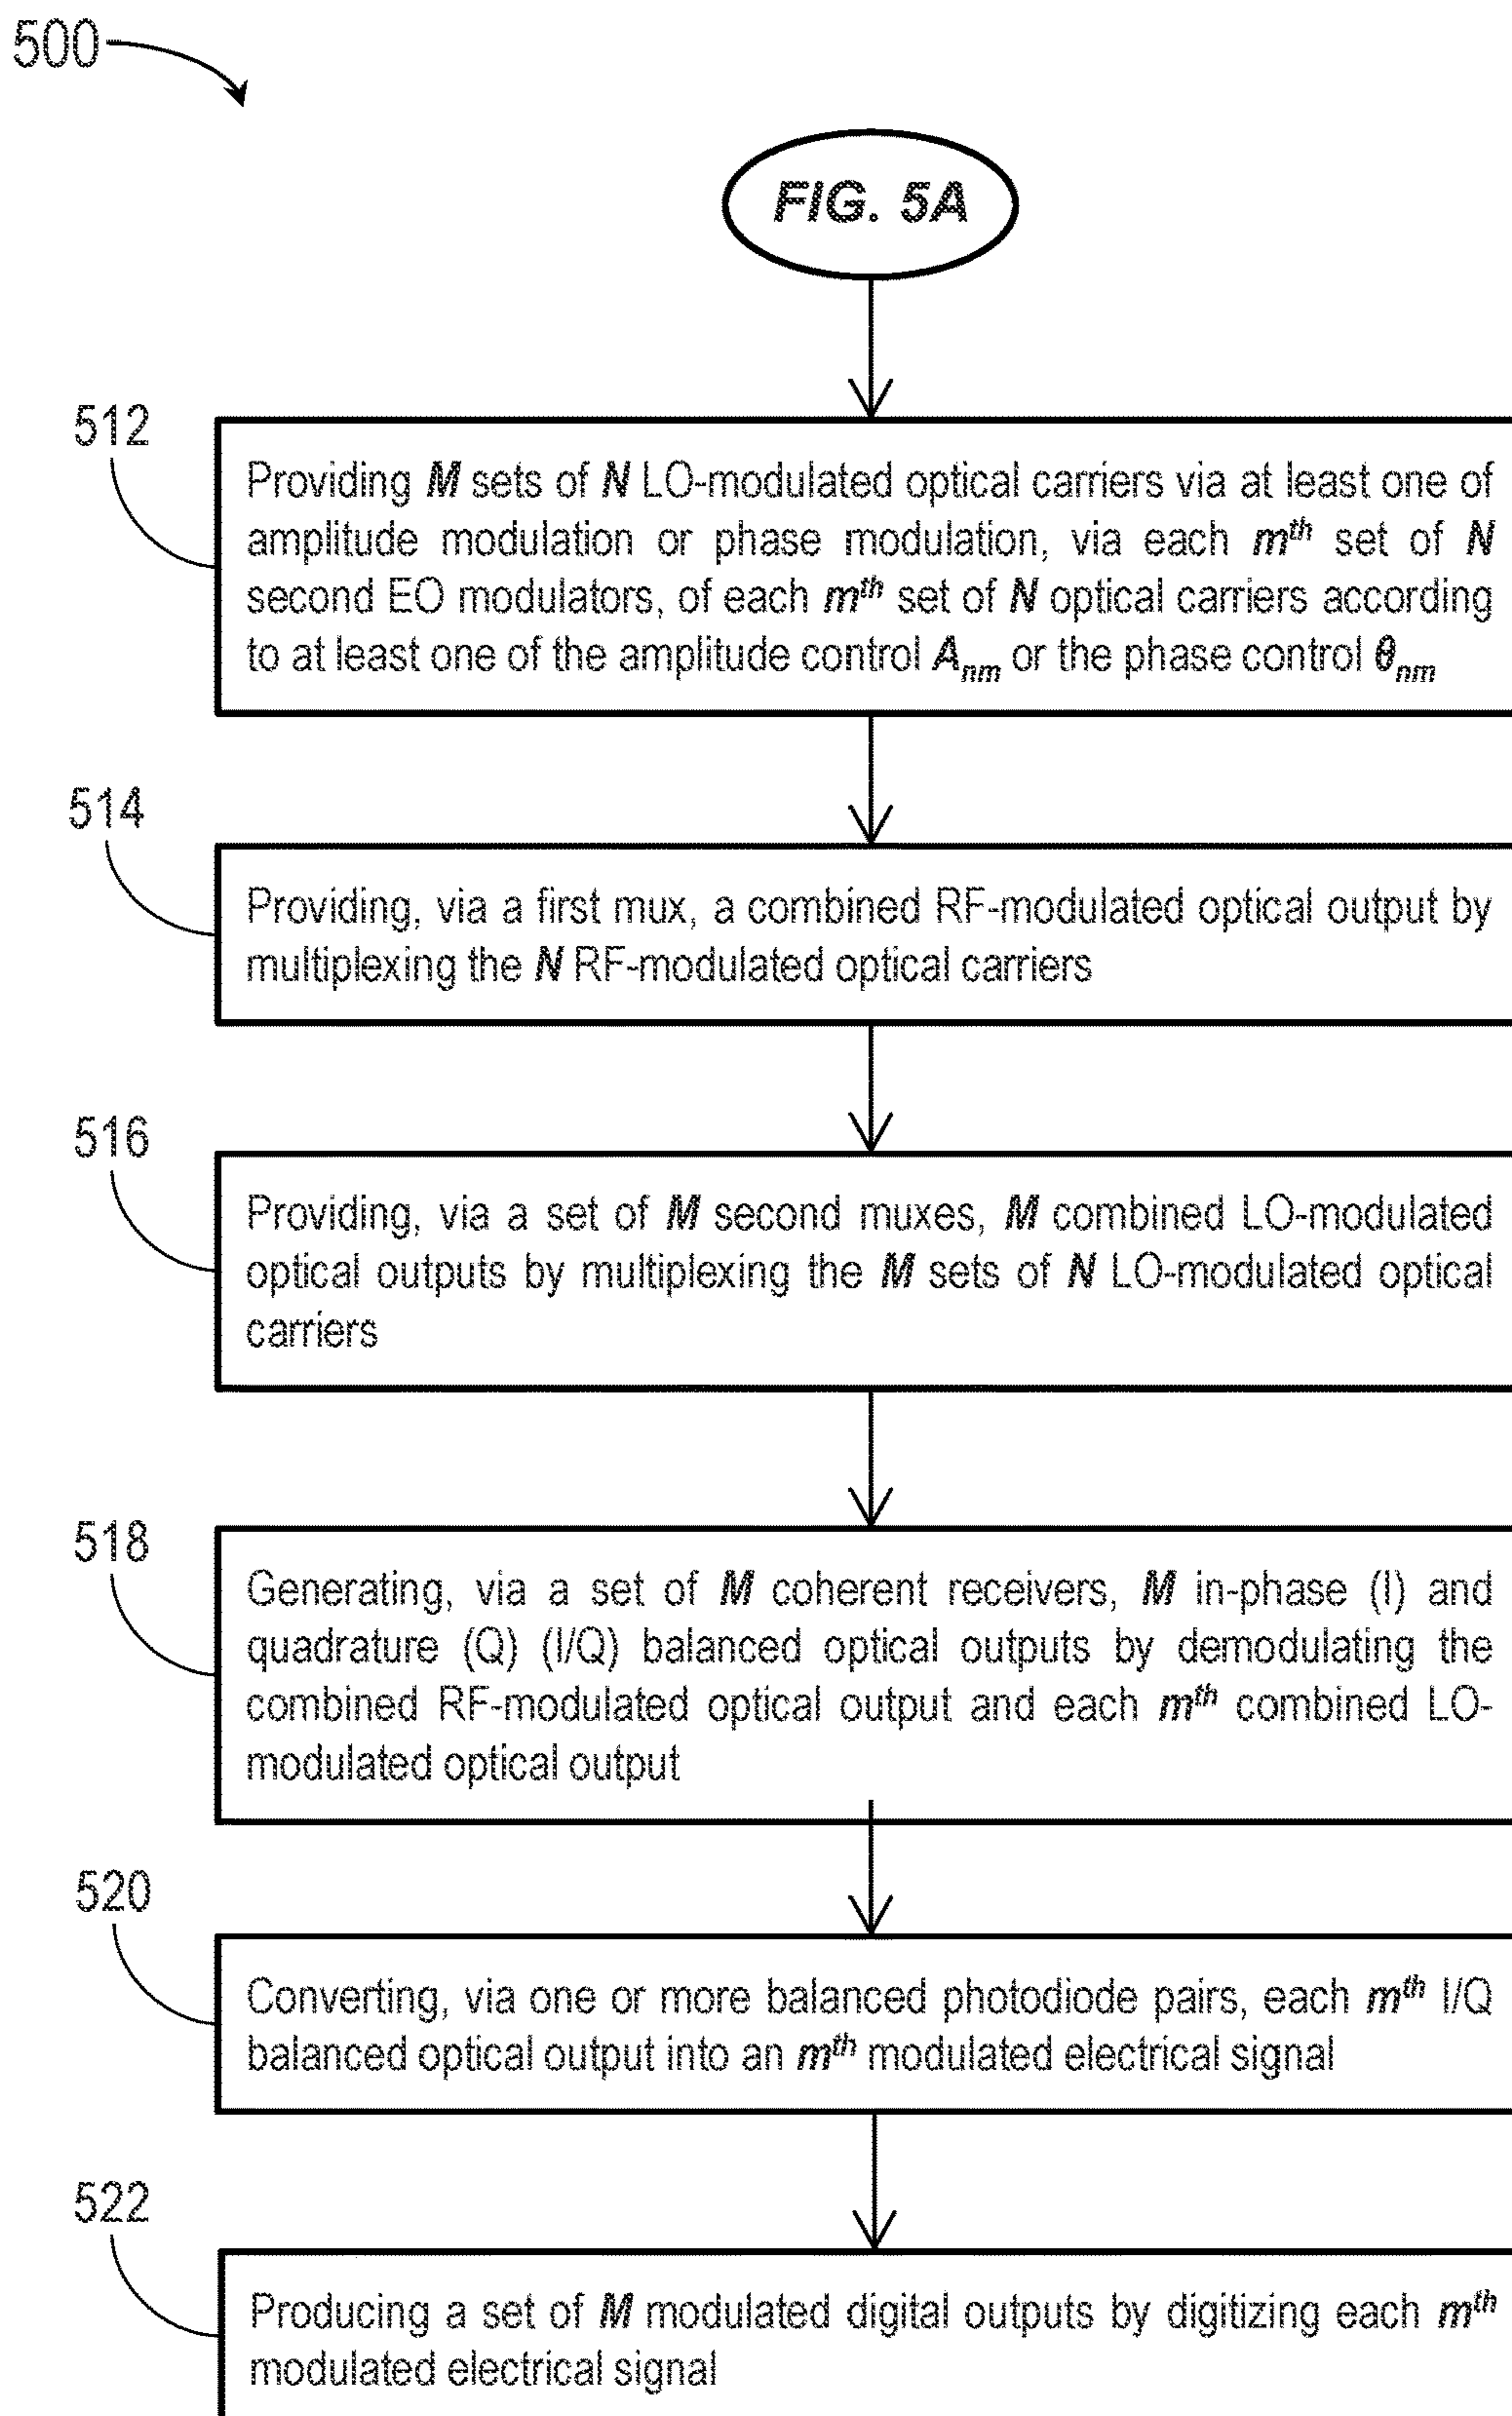 500
FIG. 5A
512
Providing M sets of N LO-modulated optical carriers via at least one of
amplitude modulation or phase modulation, via each mth set of N
second EO modulators, of each mth set of N optical carriers according
to at least one of the amplitude control Anm or the phase control θnm
514
Providing, via a first mux, a combined RF-modulated optical output by
multiplexing the N RF-modulated optical carriers
516
Providing, via a set of M second muxes, M combined LO-modulated
optical outputs by multiplexing the M sets of N LO-modulated optical
carriers
518
Generating, via a set of M coherent receivers, M in-phase (I) and
quadrature (Q) (I/Q) balanced optical outputs by demodulating the
combined RF-modulated optical output and each mth combined LO-
modulated optical output
520
Converting, via one or more balanced photodiode pairs, each mth I/Q
balanced optical output into an mth modulated electrical signal
522
Producing a set of M modulated digital outputs by digitizing each mth
modulated electrical signal